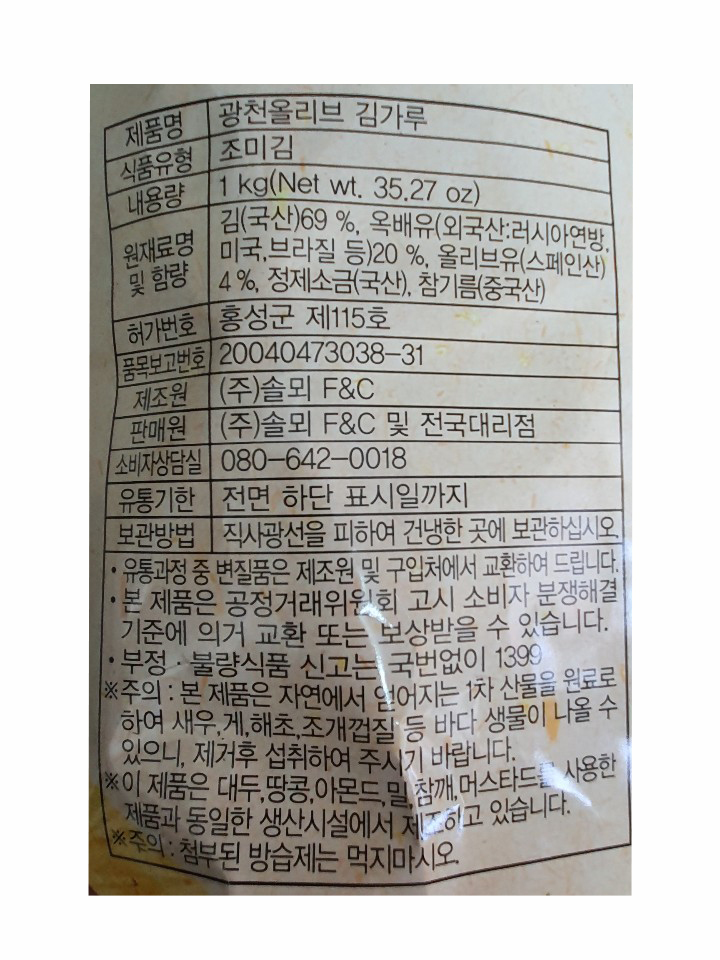 제품명 광천올리브 김가루
식품유형 조미김
내용량 1 kg(Net wt. 35.27 oz)
원재료명 및 함량 김(국산)69 %, 옥배유(외국산:러시아연방,
미국,브라질 등)20 %, 올리브유(스페인산)
4 %, 정제소금(국산), 참기름(중국산)
허가번호 홍성군 제115호
품목보고번호 20040473038-31
제조원 (주)솔뫼 F&C
판매원 (주)솔뫼 F&C 및 전국대리점
소비자상담실 080-642-0018
유통기한 전면 하단 표시일까지
보관방법 직사광선을 피하여 건냉한 곳에 보관하십시오
• 유통과정 중 변질품은 제조원 및 구입처에서 교환하여 드립니다.
• 본 제품은 공정거래위원회 고시 소비자 분쟁해결
기준에 의거 교환 또는 보상받을 수 있습니다.
• 부정 · 불량식품 신고는 국번없이 1399
※주의 : 본 제품은 자연에서 얻어지는 1차 산물을 원료로
하여 새우,게,해초,조개껍질 등 바다 생물이 나올 수
있으니, 제거후 섭취하여 주시기 바랍니다.
※이 제품은 대두,땅콩,아몬드,밀,참깨,머스타드를 사용한
제품과 동일한 생산시설에서 제조하고 있습니다.
※주의 : 첨부된 방습제는 먹지마시오.